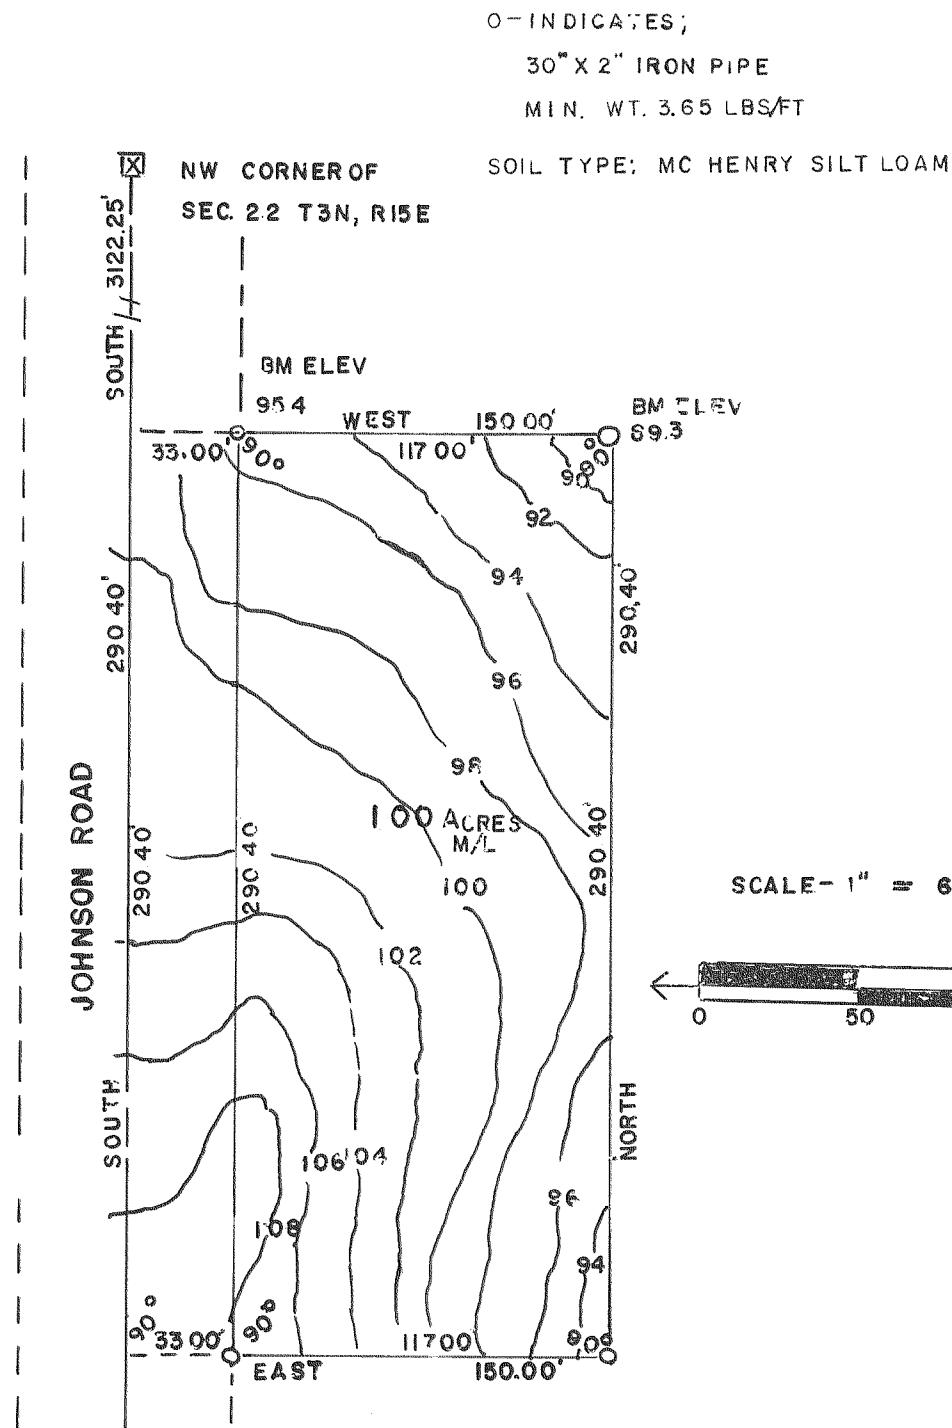 O-INDICATES;
30" X 2" IRON PIPE
MIN. WT. 3.65 LBS/FT
SOIL TYPE: MC HENRY SILT LOAM
NW CORNER OF
SEC. 22 T3N, R15E
SOUTH 3122.25'
BM ELEV
95 4
WEST
150 00'
BM ELEV
89.3
33.00'
90°
117 00'
90°
90
92
94
290 40'
290.40'
96
98
100 ACRES
M/L
JOHNSON ROAD
290 40'
290 40
290 40'
100
SCALE- 1" = 6
102
0
50
SOUTH
NORTH
106
104
96
108
94
90°
33 00'
90°
117 00'
90°
EAST
150.00'